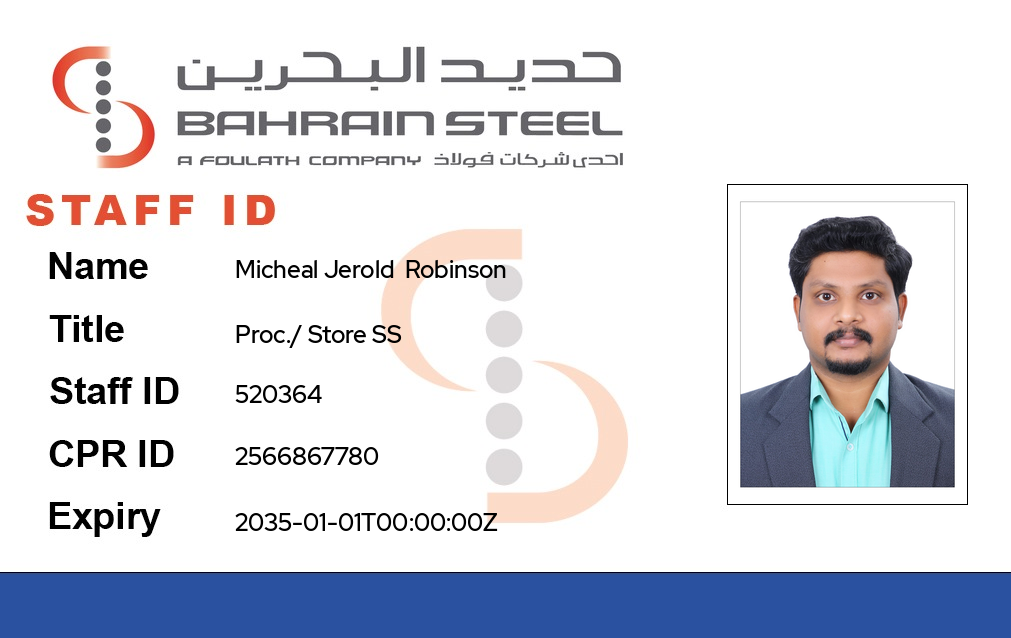 حديد البحرين
BAHRAIN STEEL
A FOULATH COMPANY احدى شركات فولاذ
STAFF ID
Name Micheal Jerold Robinson
Title Proc./ Store SS
Staff ID 520364
CPR ID 2566867780
Expiry 2035-01-01T00:00:00Z